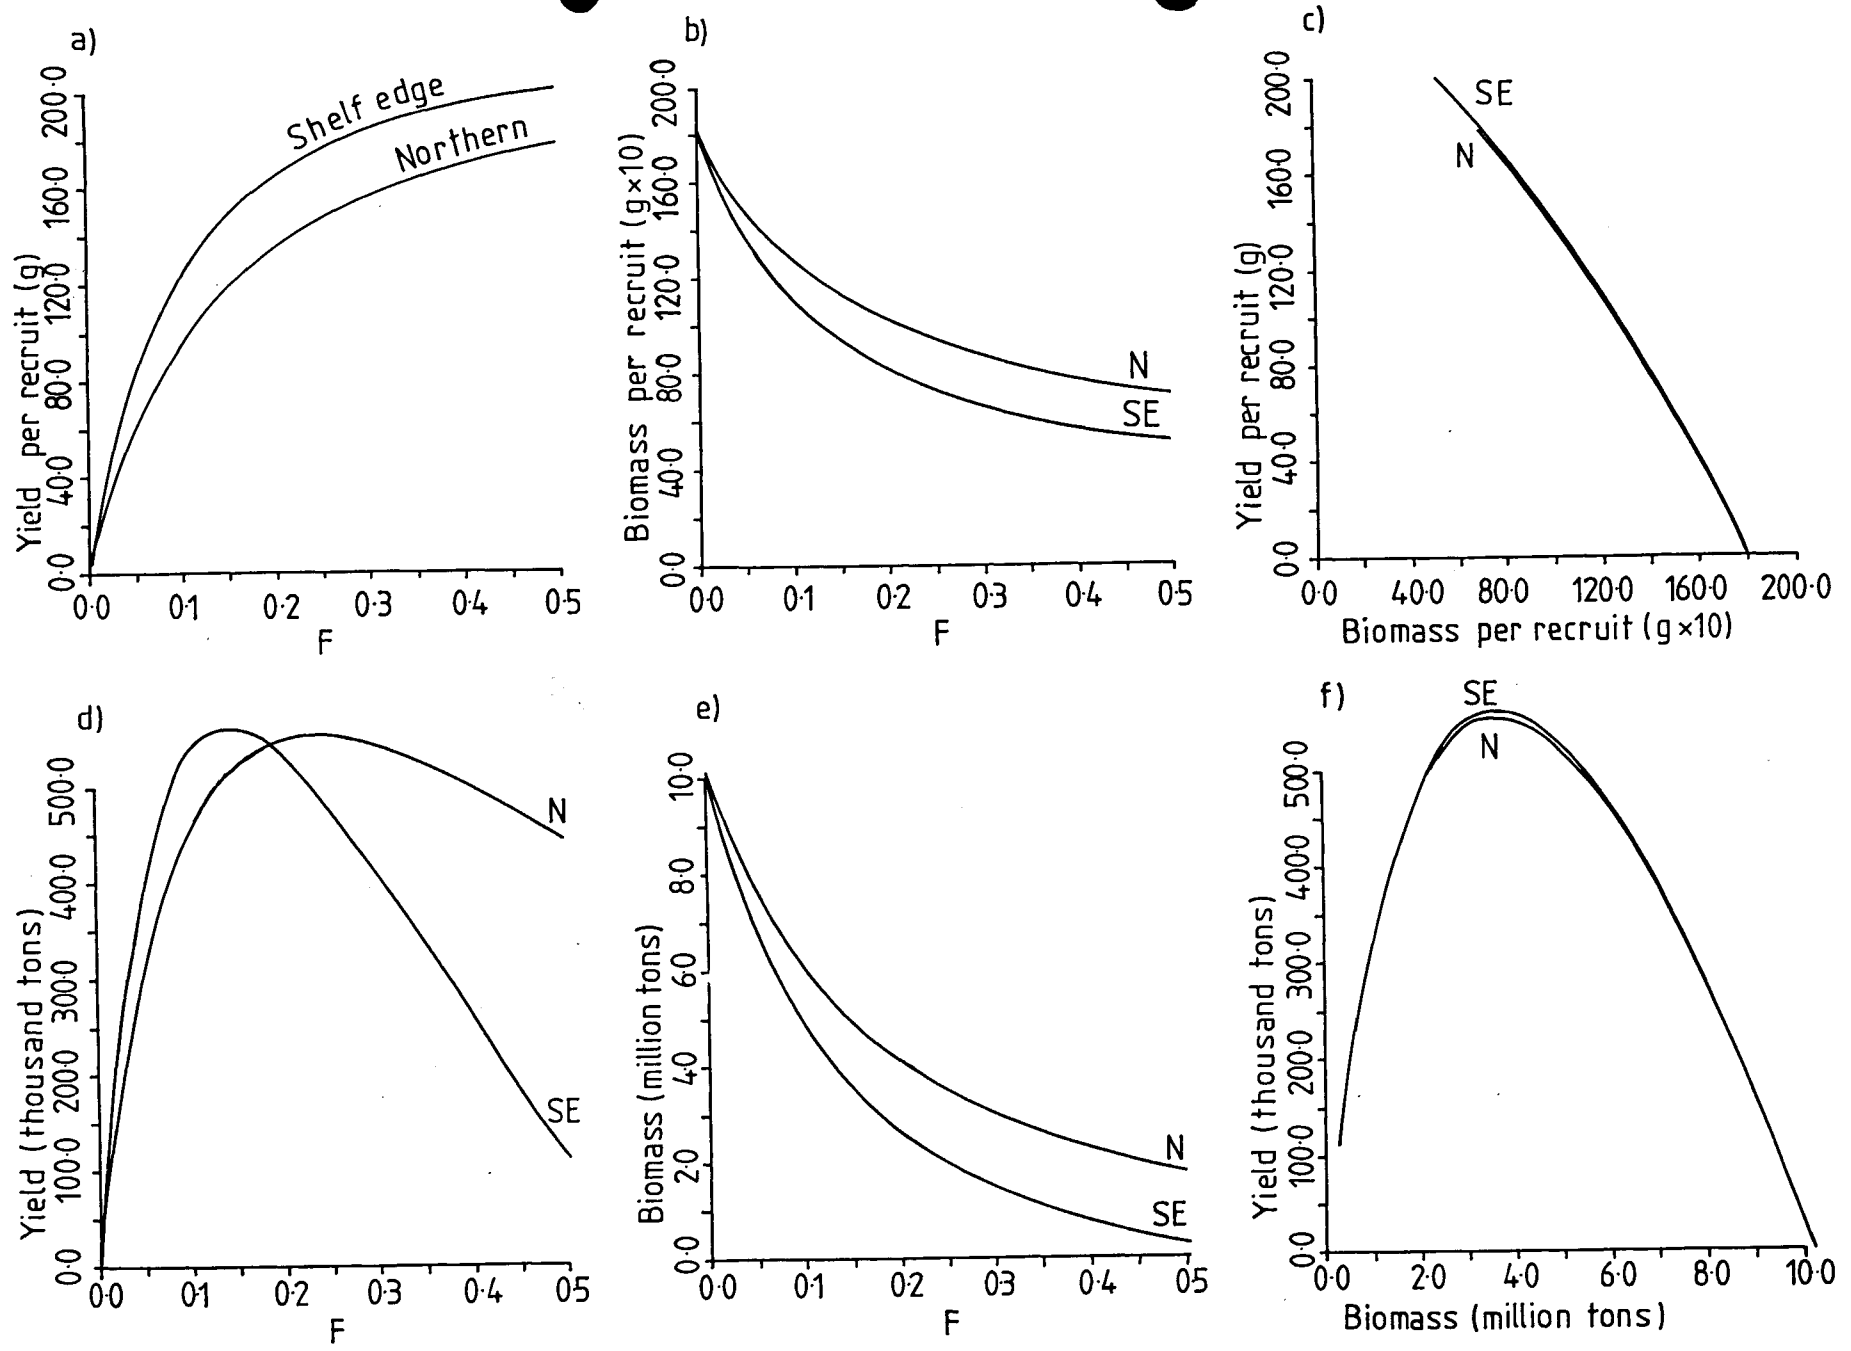 a)
Yield per recruit (g)
200·0
160·0
120·0
80·0
40·0
0·0
Shelf edge
Northern
0·0 0·1 0·2 0·3 0·4 0·5
F
b)
Biomass per recruit (g×10)
200·0
160·0
120·0
80·0
40·0
0·0
N
SE
0·0 0·1 0·2 0·3 0·4 0·5
F
c)
Yield per recruit (g)
200·0
160·0
120·0
80·0
40·0
0·0
SE
N
0·0 40·0 80·0 120·0 160·0 200·0
Biomass per recruit (g×10)
d)
Yield (thousand tons)
500·0
400·0
300·0
200·0
100·0
0·0
N
SE
0·0 0·1 0·2 0·3 0·4 0·5
F
e)
Biomass (million tons)
10·0
8·0
6·0
4·0
2·0
0·0
N
SE
0·0 0·1 0·2 0·3 0·4 0·5
F
f)
Yield (thousand tons)
500·0
400·0
300·0
200·0
100·0
0·0
SE
N
0·0 2·0 4·0 6·0 8·0 10·0
Biomass (million tons)